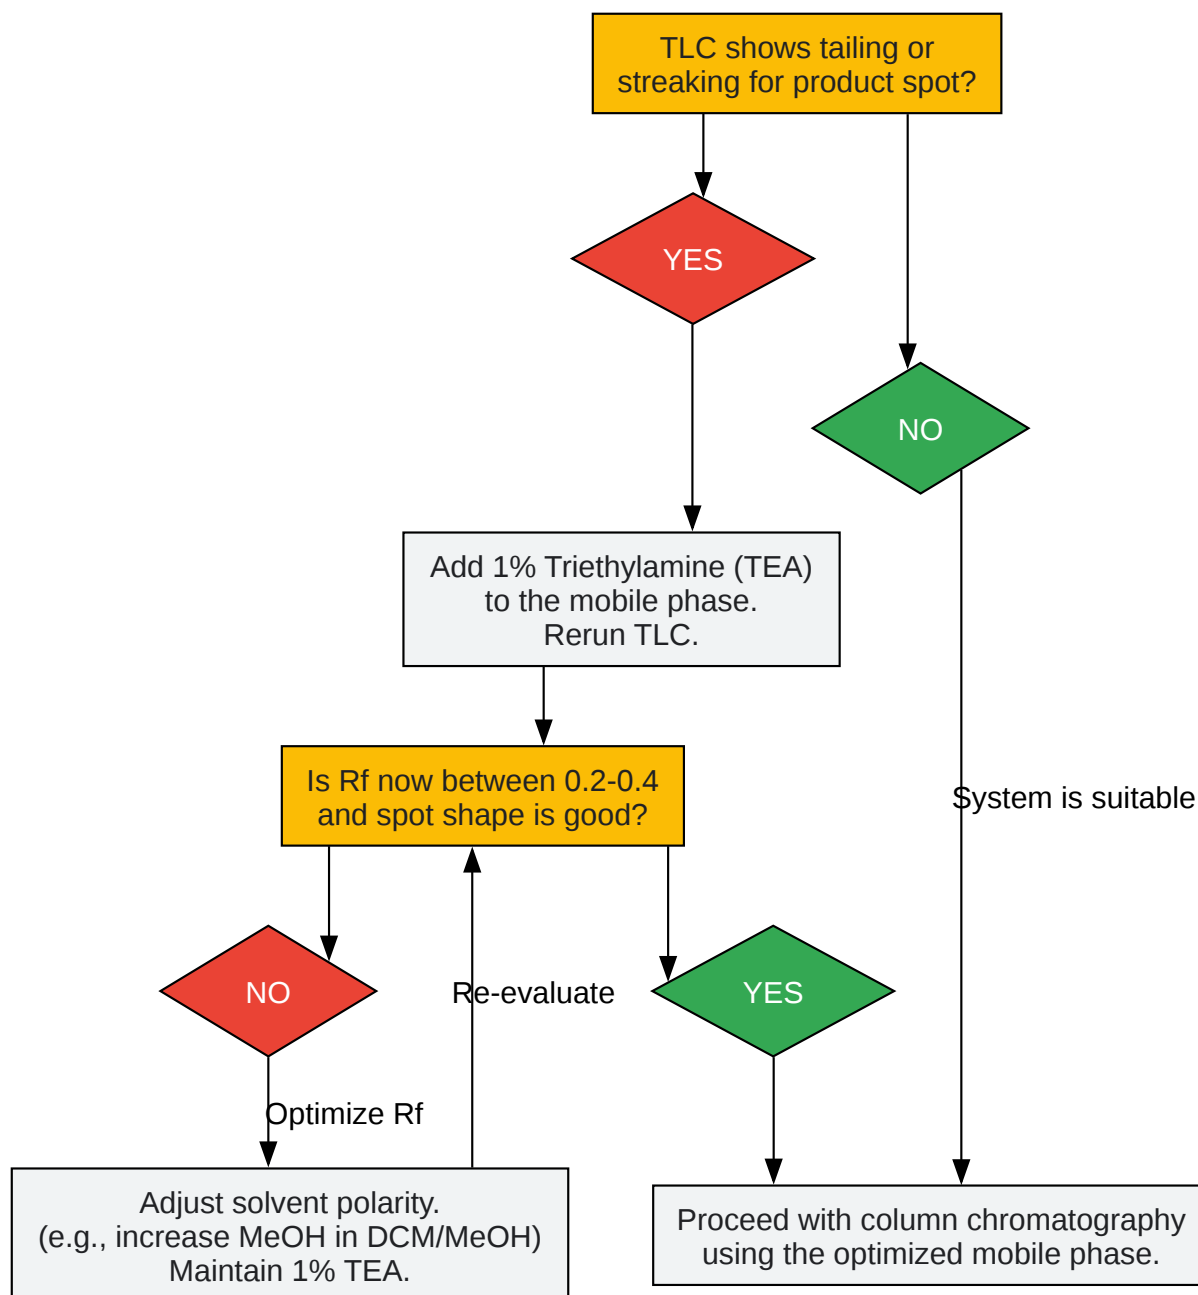 TLC shows tailing or
streaking for product spot?
YES
NO
Add 1% Triethylamine (TEA)
to the mobile phase.
Rerun TLC.
Is Rf now between 0.2-0.4
and spot shape is good?
System is suitable
NO
Re-evaluate
YES
Optimize Rf
Adjust solvent polarity.
(e.g., increase MeOH in DCM/MeOH)
Maintain 1% TEA.
Proceed with column chromatography
using the optimized mobile phase.